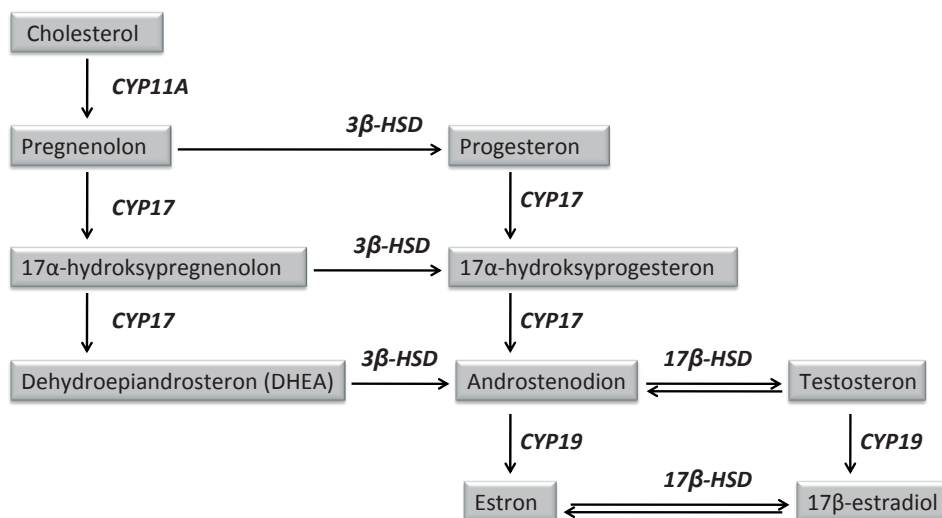 Cholesterol
CYP11A
3β-HSD
Pregnenolon
Progesteron
CYP17
CYP17
3β-HSD
17α-hydroksypregnenolon
17α-hydroksyprogesteron
CYP17
CYP17
3β-HSD
17β-HSD
Dehydroepiandrosteron (DHEA)
Androstenodion
Testosteron
CYP19
CYP19
17β-HSD
Estron
17β-estradiol